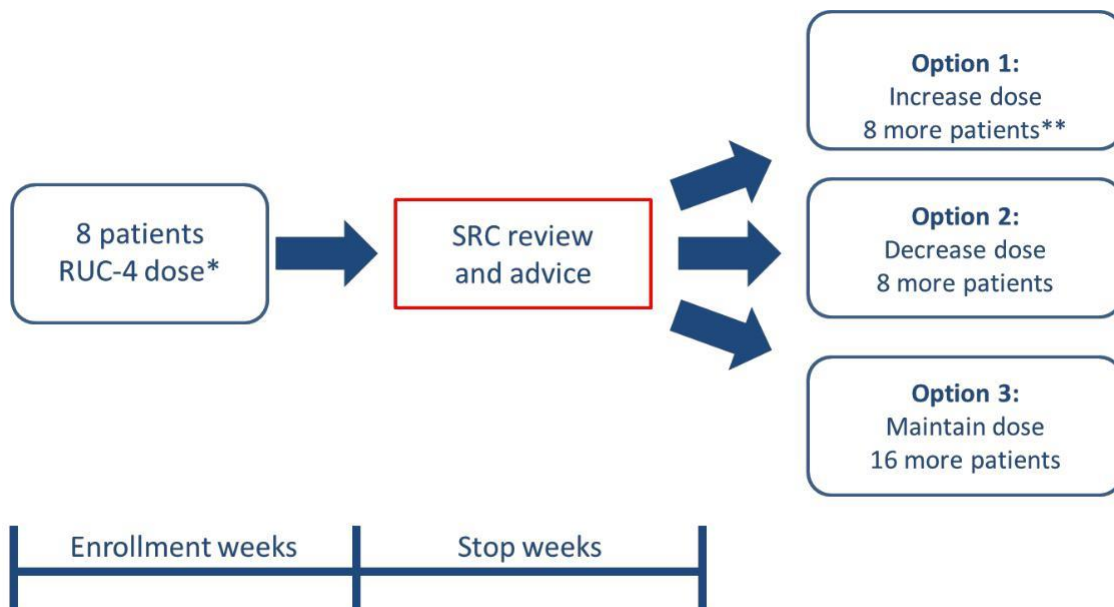 8 patients
RUC-4 dose*
SRC review
and advice
Option 1:
Increase dose
8 more patients**
Option 2:
Decrease dose
8 more patients
Option 3:
Maintain dose
16 more patients
Enrollment weeks
Stop weeks